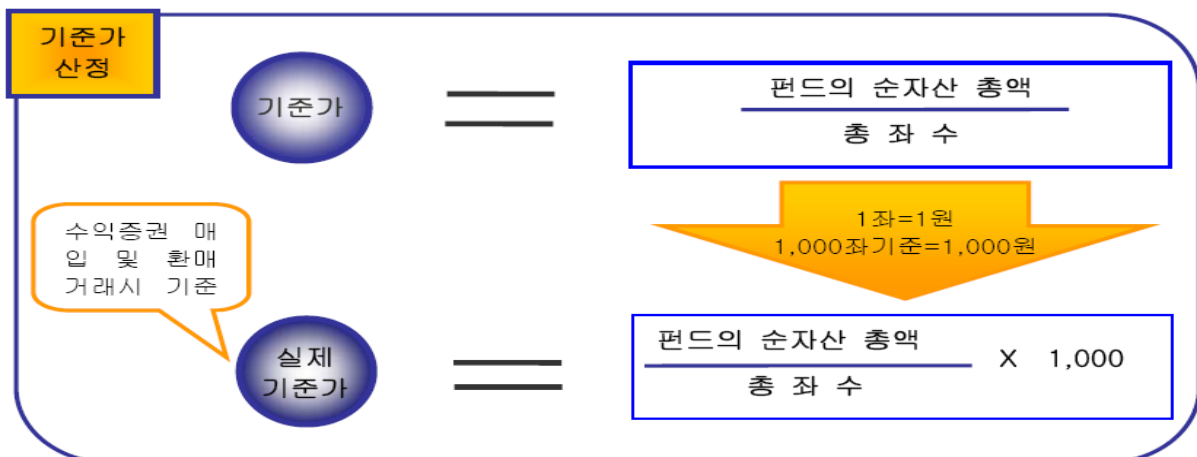 기준가
산정
기준가
펀드의 순자산 총액
총 좌 수
1좌=1원
1,000좌기준=1,000원
수익증권 매
입 및 환매
거래시 기준
실제
기준가
펀드의 순자산 총액
X 1,000
총 좌 수